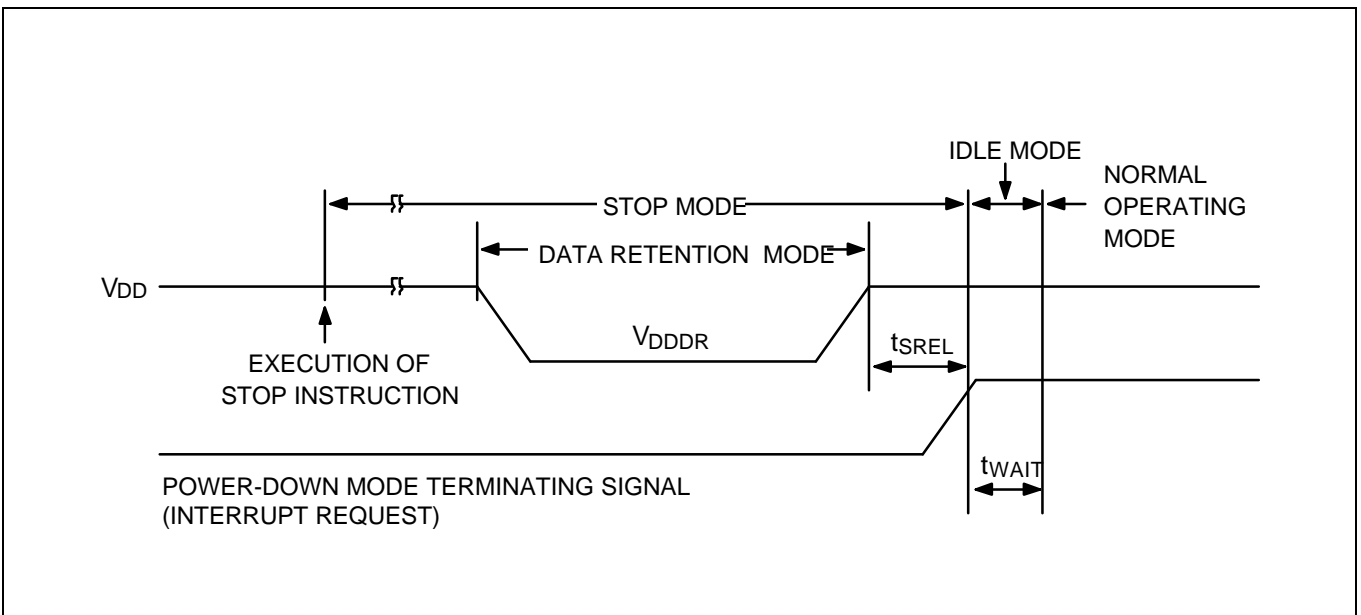 IDLE MODE
NORMAL
OPERATING
MODE
STOP MODE
DATA RETENTION MODE
VDD
VDDDR
tSREL
EXECUTION OF
STOP INSTRUCTION
tWAIT
POWER-DOWN MODE TERMINATING SIGNAL
(INTERRUPT REQUEST)